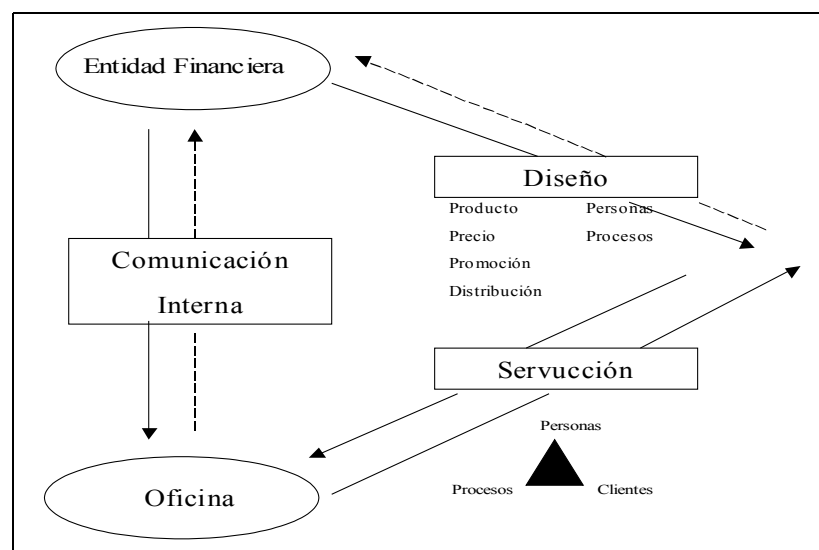 Entidad Financiera
Diseño
Producto Personas
Precio Procesos
Promoción
Distribución
Comunicación
Interna
Servucción
Personas
Procesos Clientes
Oficina